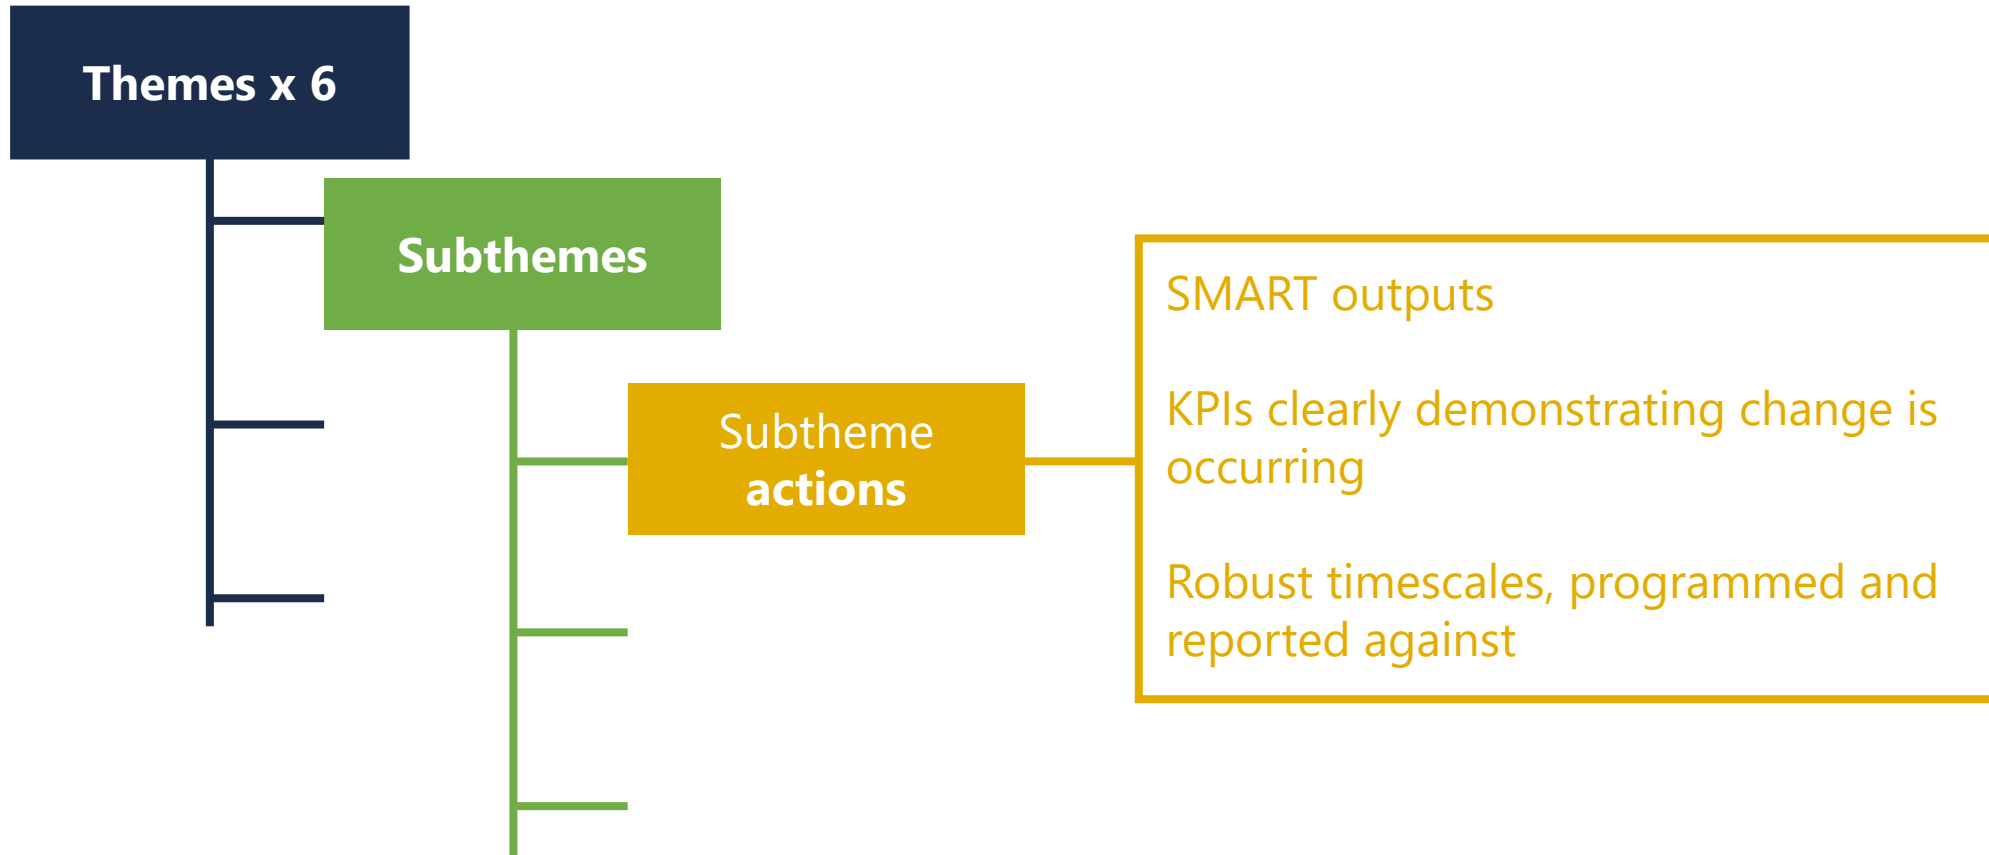 Themes x 6
Subthemes
Subtheme
actions
SMART outputs
KPIs clearly demonstrating change is
occurring
Robust timescales, programmed and
reported against